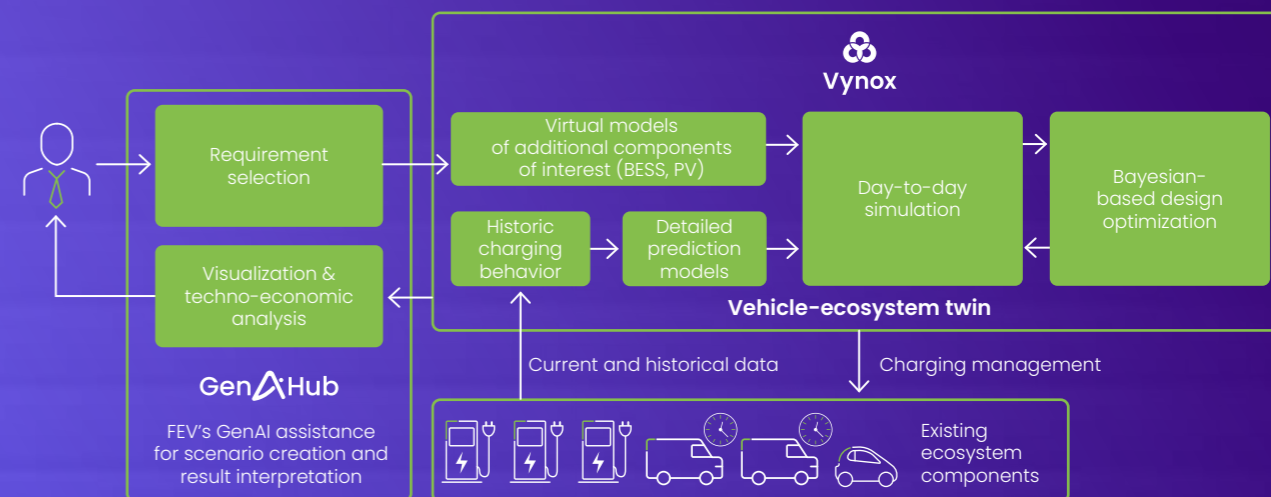 Vynox
Requirement
selection
Visualization &
techno-economic
analysis
GenAiHub
FEV's GenAI assistance
for scenario creation and
result interpretation
Virtual models
of additional components
of interest (BESS, PV)
Historic
charging
behavior
Detailed
prediction
models
Day-to-day
simulation
Bayesian-
based design
optimization
Vehicle-ecosystem twin
Current and historical data
Charging management
Existing
ecosystem
components